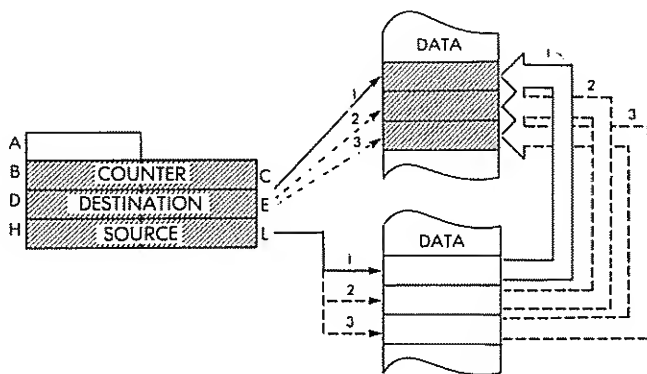 DATA
1
2
3
1
2
3
A
B COUNTER C
D DESTINATION E
H SOURCE L
DATA
1
2
3